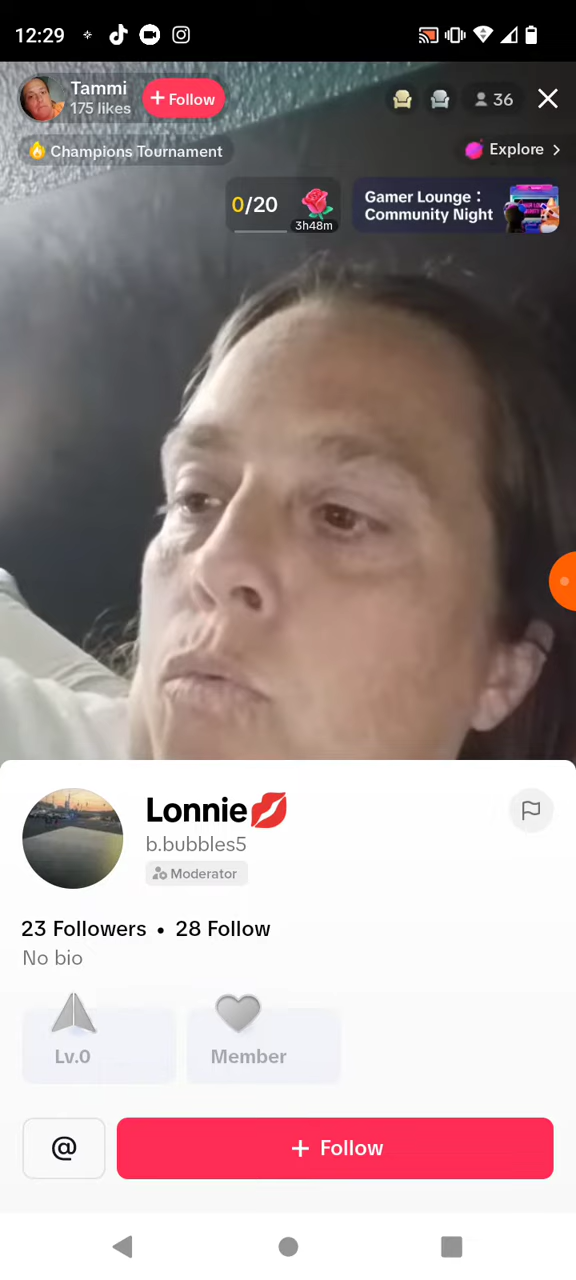 12:29
Tammi
175 likes
+ Follow
36
Champions Tournament
Explore >
0/20
3h48m
Gamer Lounge :
Community Night
Lonnie💋
b.bubbles5
Moderator
23 Followers • 28 Follow
No bio
Lv.0
Member
@
+ Follow